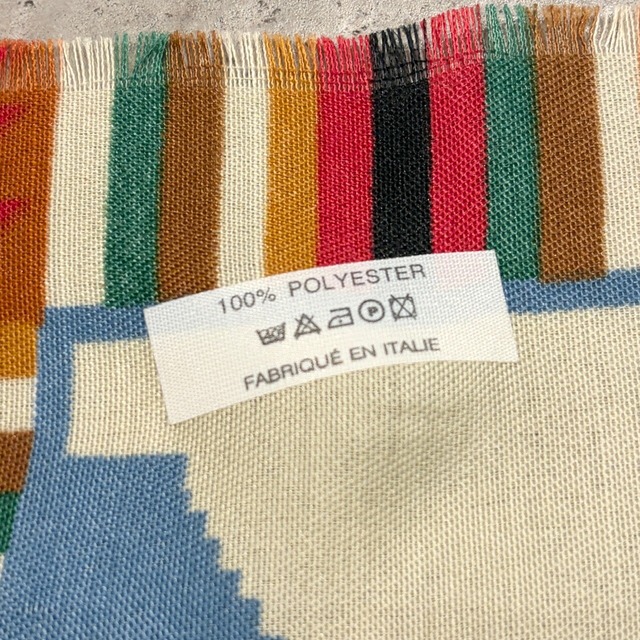 100% POLYESTER
P
FABRIQUÉ EN ITALIE